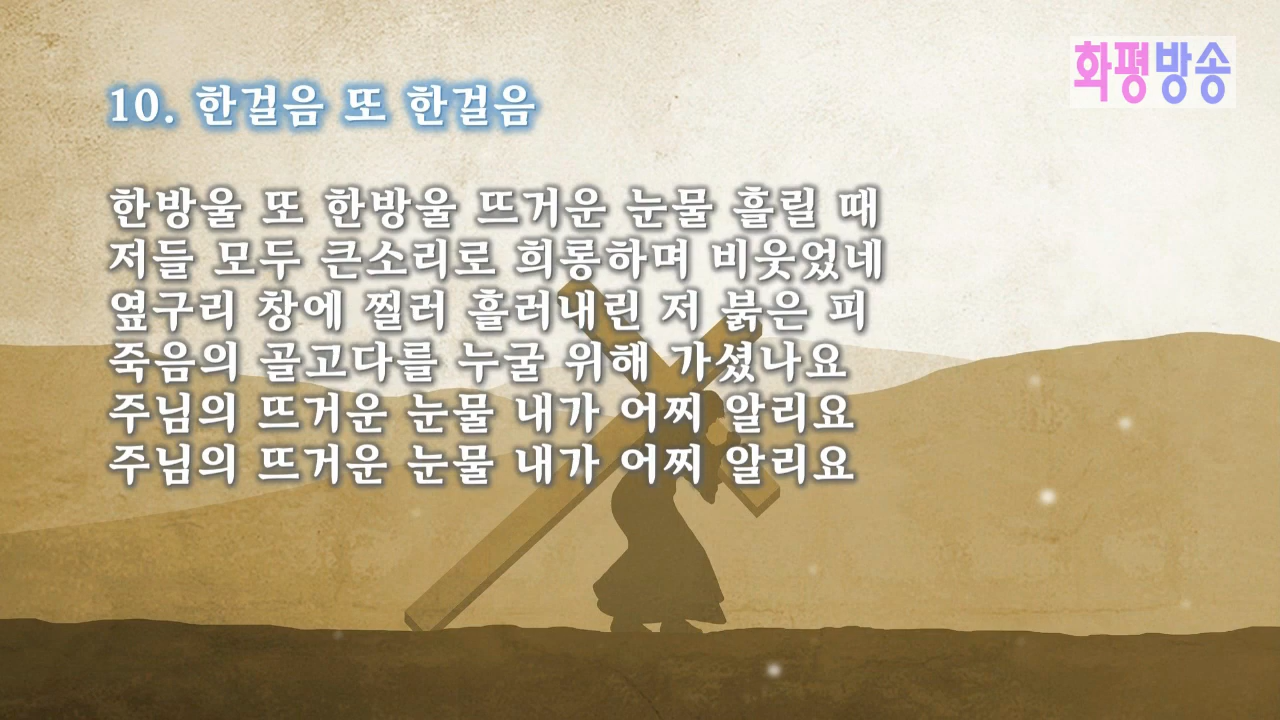 화평방송
10. 한걸음 또 한걸음
한방울 또 한방울 뜨거운 눈물 흘릴 때
저들 모두 큰소리로 희롱하며 비웃었네
옆구리 창에 찔러 흘러내린 저 붉은 피
죽음의 골고다를 누굴 위해 가셨나요
주님의 뜨거운 눈물 내가 어찌 알리요
주님의 뜨거운 눈물 내가 어찌 알리요